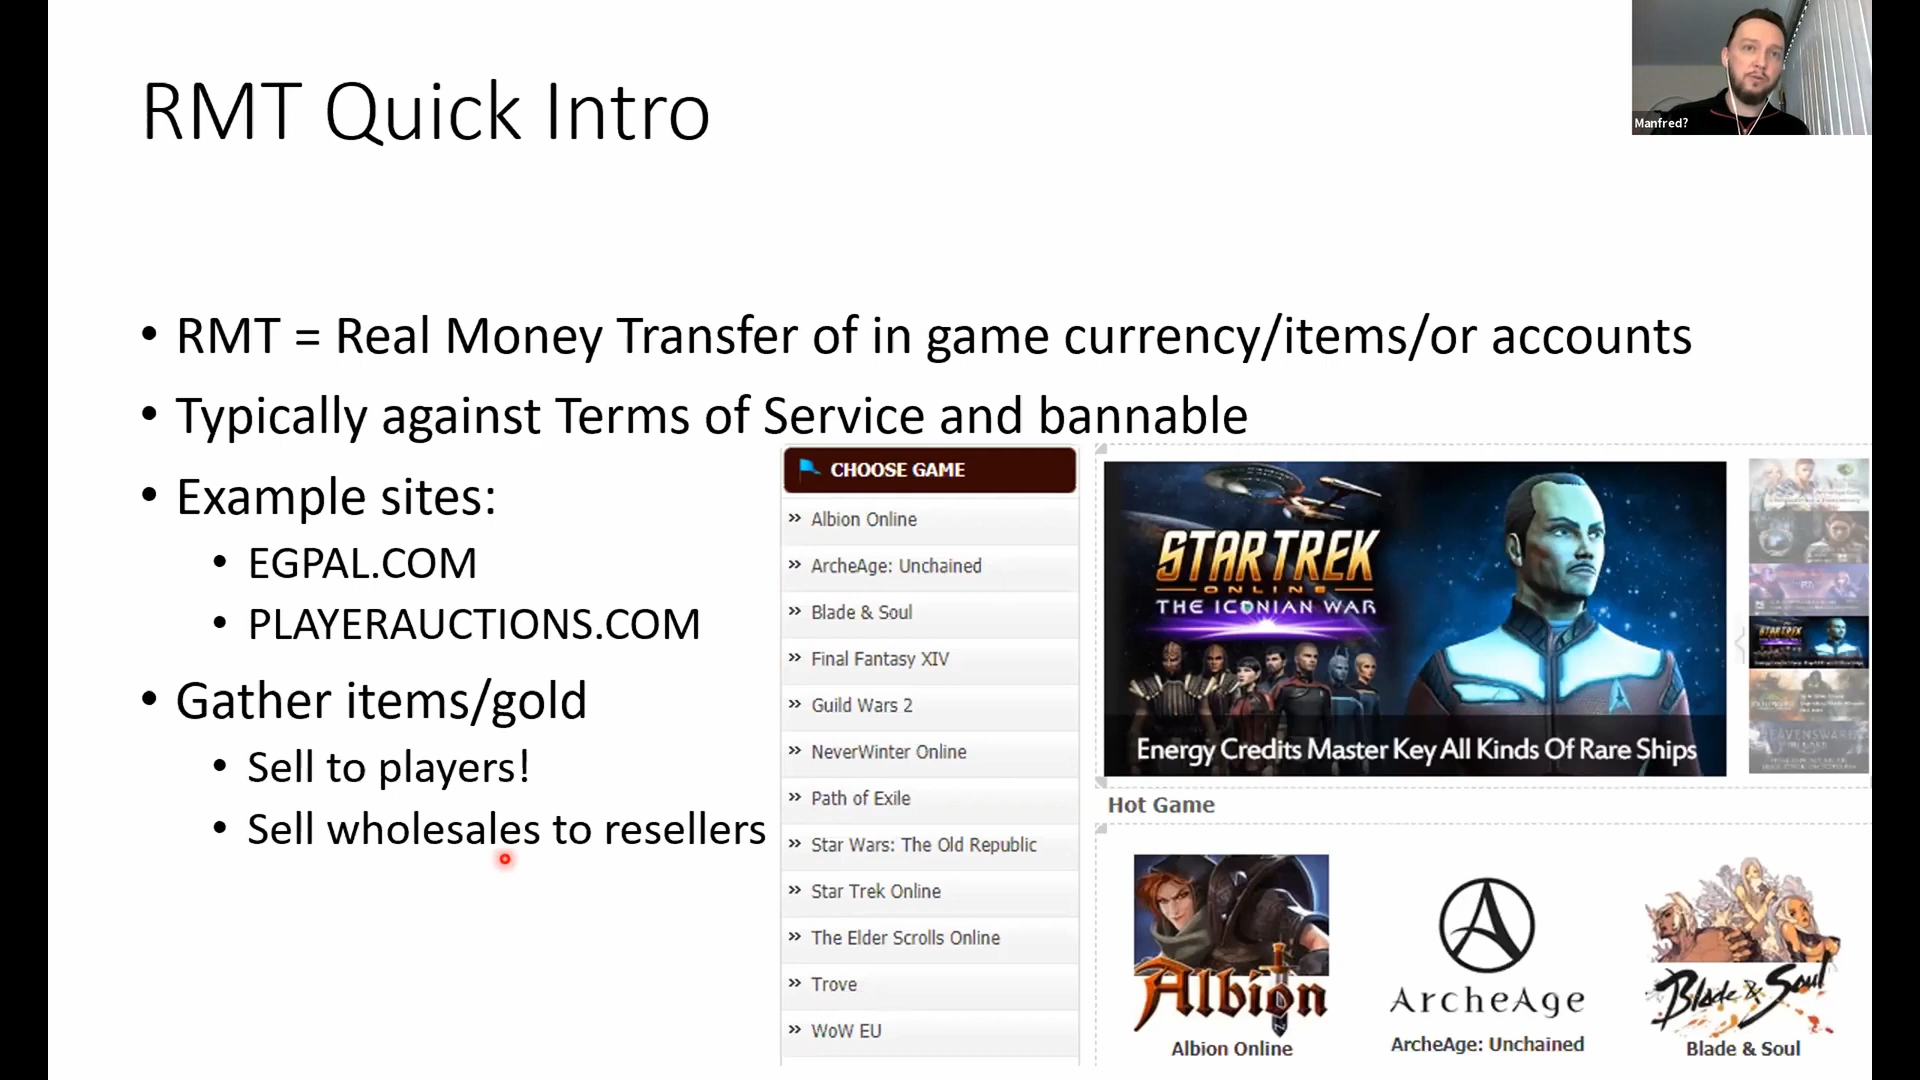 RMT Quick Intro
Manfred?
• RMT = Real Money Transfer of in game currency/items/or accounts
• Typically against Terms of Service and bannable
• Example sites:
• EGPAL.COM
• PLAYERAUCTIONS.COM
• Gather items/gold
• Sell to players!
• Sell wholesales to resellers
CHOOSE GAME
» Albion Online
» ArcheAge: Unchained
» Blade & Soul
» Final Fantasy XIV
» Guild Wars 2
» NeverWinter Online
» Path of Exile
» Star Wars: The Old Republic
» Star Trek Online
» The Elder Scrolls Online
» Trove
» WoW EU
STAR TREK
ONLINE
THE ICONIAN WAR
Energy Credits Master Key All Kinds Of Rare Ships
STAR TREK
HEAVENSWARD
Hot Game
Albion
Albion Online
ARCHEAGE
ArcheAge: Unchained
Blade & Soul
Blade & Soul